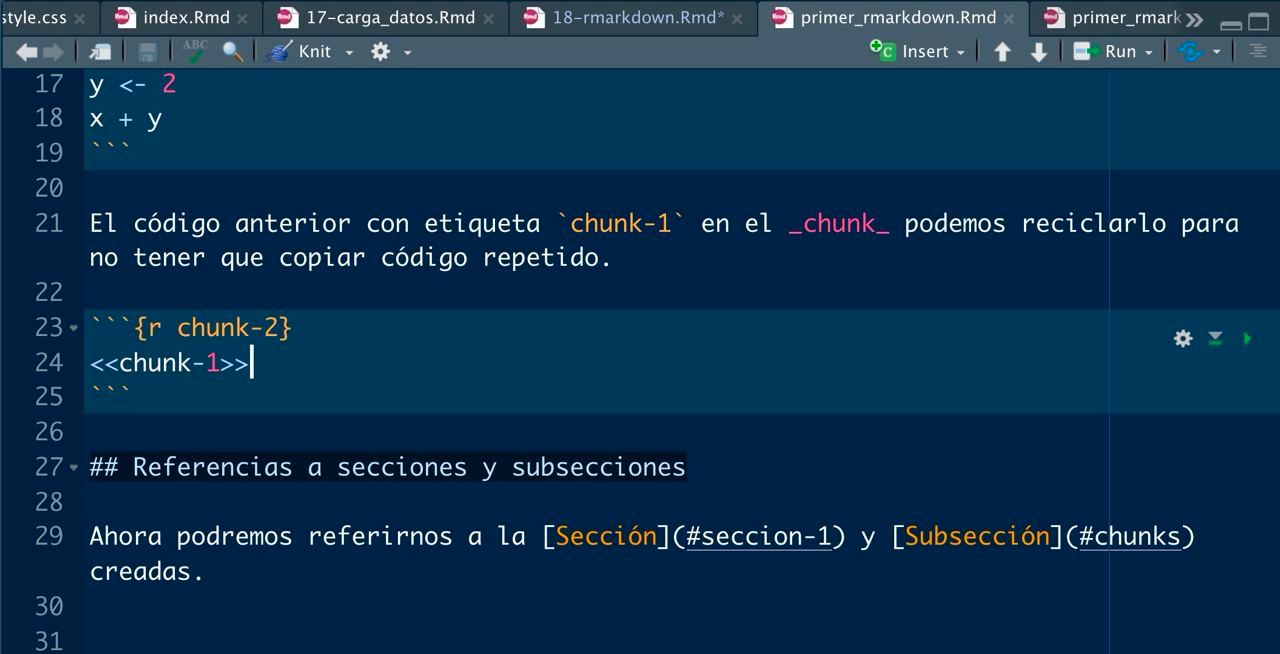 style.css × index.Rmd × 17-carga_datos.Rmd × 18-rmarkdown.Rmd* × primer_rmarkdown.Rmd × primer_rmark
ABC Knit Insert Run
17 y <- 2
18 x + y
19 ```
20
21 El código anterior con etiqueta `chunk-1` en el _chunk_ podemos reciclarlo para
no tener que copiar código repetido.
22
23 ```{r chunk-2}
24 <<chunk-1>>
25 ```
26
27 ## Referencias a secciones y subsecciones
28
29 Ahora podremos referirnos a la [Sección](#seccion-1) y [Subsección](#chunks)
creadas.
30
31